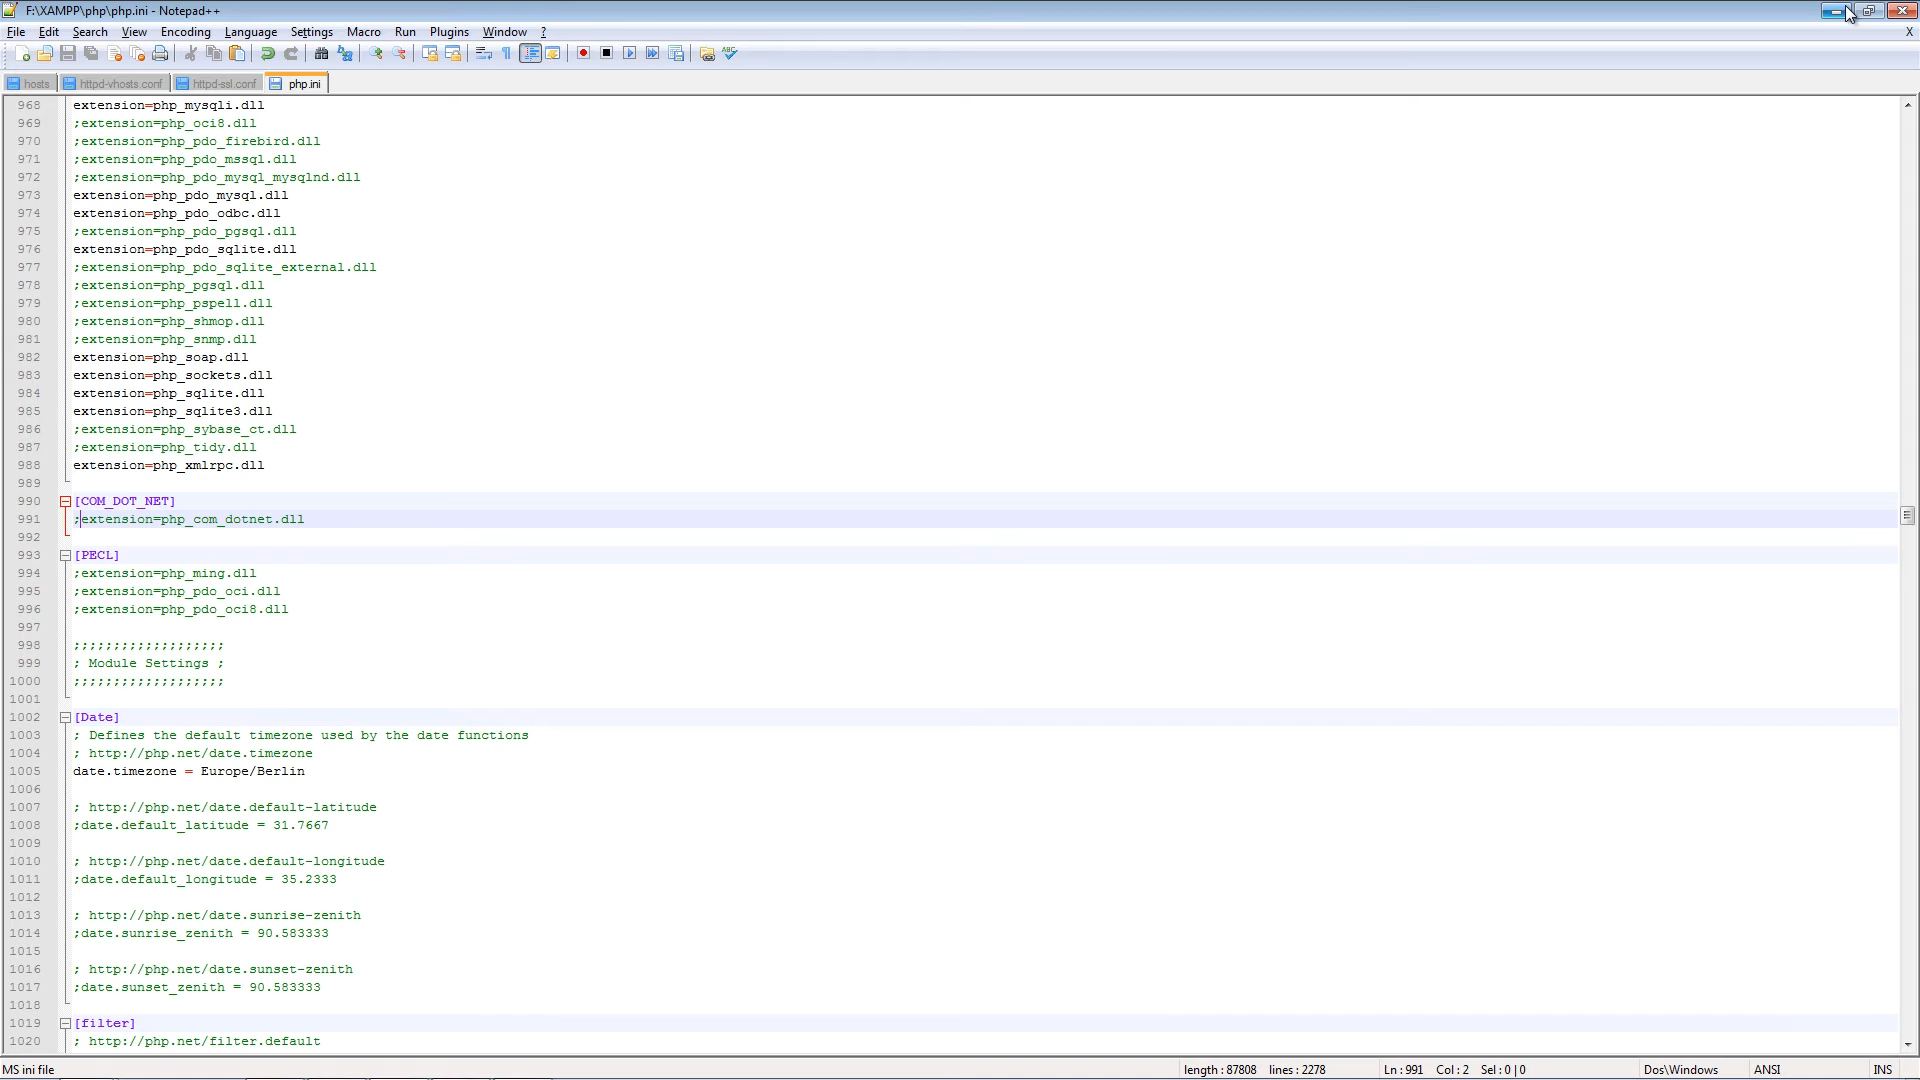 F:\XAMPP\php\php.ini - Notepad++
File Edit Search View Encoding Language Settings Macro Run Plugins Window ? X
hosts httpd-vhosts.conf httpd-ssl.conf php.ini
968 extension=php_mysqli.dll
969 ;extension=php_oci8.dll
970 ;extension=php_pdo_firebird.dll
971 ;extension=php_pdo_mssql.dll
972 ;extension=php_pdo_mysql_mysqlnd.dll
973 extension=php_pdo_mysql.dll
974 extension=php_pdo_odbc.dll
975 ;extension=php_pdo_pgsql.dll
976 extension=php_pdo_sqlite.dll
977 ;extension=php_pdo_sqlite_external.dll
978 ;extension=php_pgsql.dll
979 ;extension=php_pspell.dll
980 ;extension=php_shmop.dll
981 ;extension=php_snmp.dll
982 extension=php_soap.dll
983 extension=php_sockets.dll
984 extension=php_sqlite.dll
985 extension=php_sqlite3.dll
986 ;extension=php_sybase_ct.dll
987 ;extension=php_tidy.dll
988 extension=php_xmlrpc.dll
989
990 [COM_DOT_NET]
991 ;extension=php_com_dotnet.dll
992
993 [PECL]
994 ;extension=php_ming.dll
995 ;extension=php_pdo_oci.dll
996 ;extension=php_pdo_oci8.dll
997
998 ;;;;;;;;;;;;;;;;;;;
999 ; Module Settings ;
1000 ;;;;;;;;;;;;;;;;;;;
1001
1002 [Date]
1003 ; Defines the default timezone used by the date functions
1004 ; http://php.net/date.timezone
1005 date.timezone = Europe/Berlin
1006
1007 ; http://php.net/date.default-latitude
1008 ;date.default_latitude = 31.7667
1009
1010 ; http://php.net/date.default-longitude
1011 ;date.default_longitude = 35.2333
1012
1013 ; http://php.net/date.sunrise-zenith
1014 ;date.sunrise_zenith = 90.583333
1015
1016 ; http://php.net/date.sunset-zenith
1017 ;date.sunset_zenith = 90.583333
1018
1019 [filter]
1020 ; http://php.net/filter.default
MS ini file length : 87808 lines : 2278 Ln : 991 Col : 2 Sel : 0 | 0 Dos\Windows ANSI INS